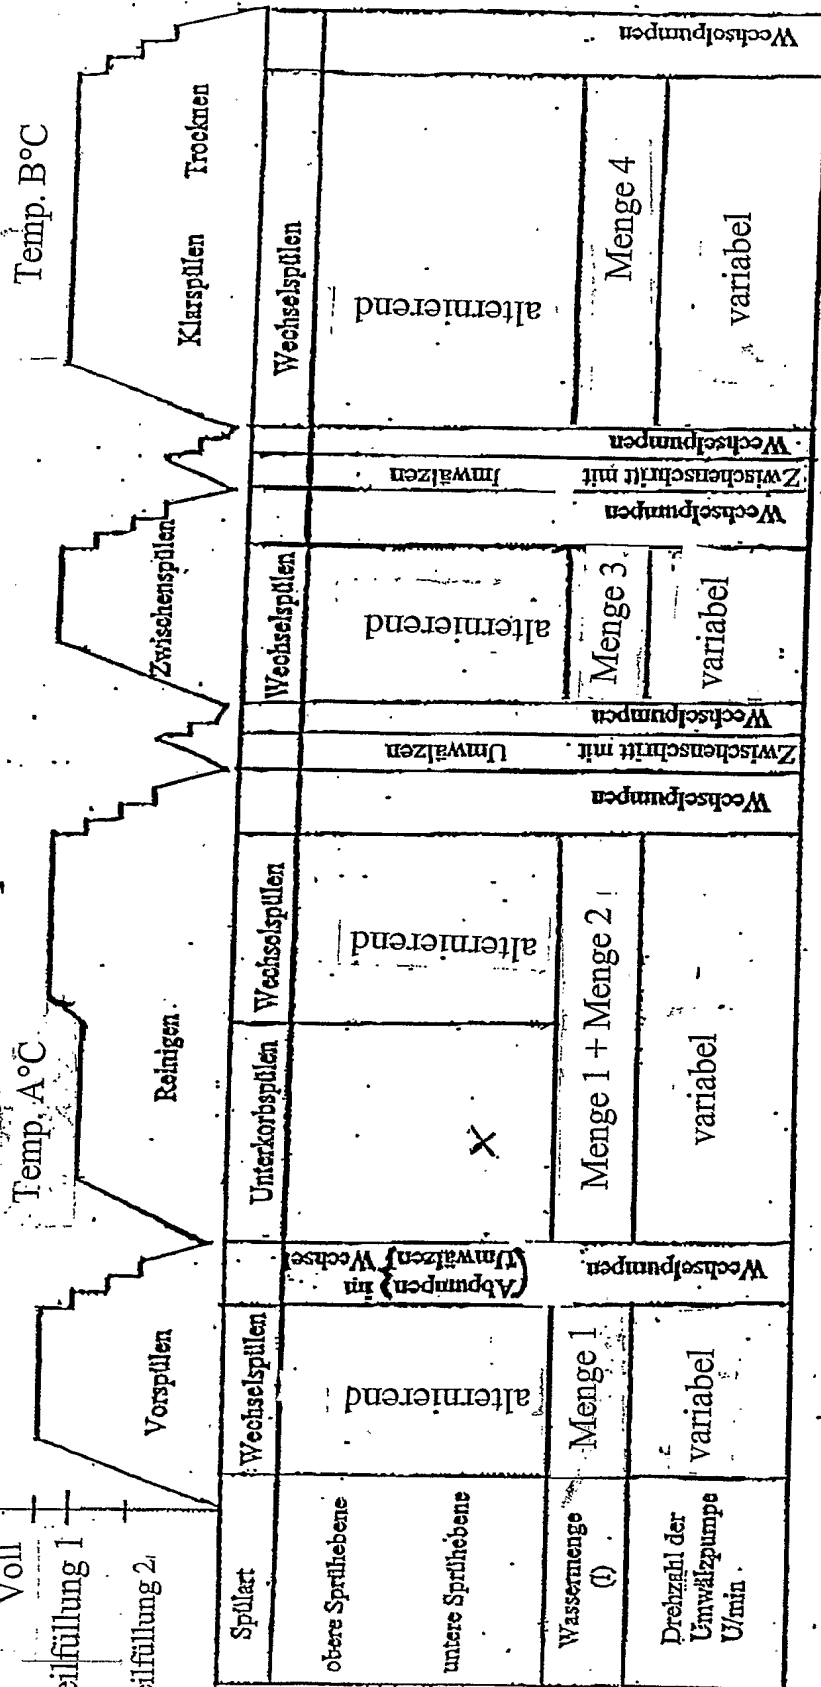 Voll
eilfüllung 1
eilfüllung 2
Temp. A°C
Temp. B°C
Vorspülen
Reinigen
Zwischenspülen
Klarspülen
Trocknen
Spülart
Wechselspülen
Unterkorbspülen
Wechselspülen
Wechselspülen
Wechselspülen
obere Sprühebene
untere Sprühebene
alternierend
(Abpumpen} im
Umwälzen} Wechsel
Wechselpumpen
X
alternierend
Wechselpumpen
Zwischenschritt mit Umwälzen
Wechselpumpen
alternierend
Wechselpumpen
Zwischenschritt mit Umwälzen
Wechselpumpen
alternierend
Wechselpumpen
Wassermenge
(l)
Menge 1
Menge 1 + Menge 2
Menge 3
Menge 4
Drehzahl der
Umwälzpumpe
U/min
variabel
variabel
variabel
variabel